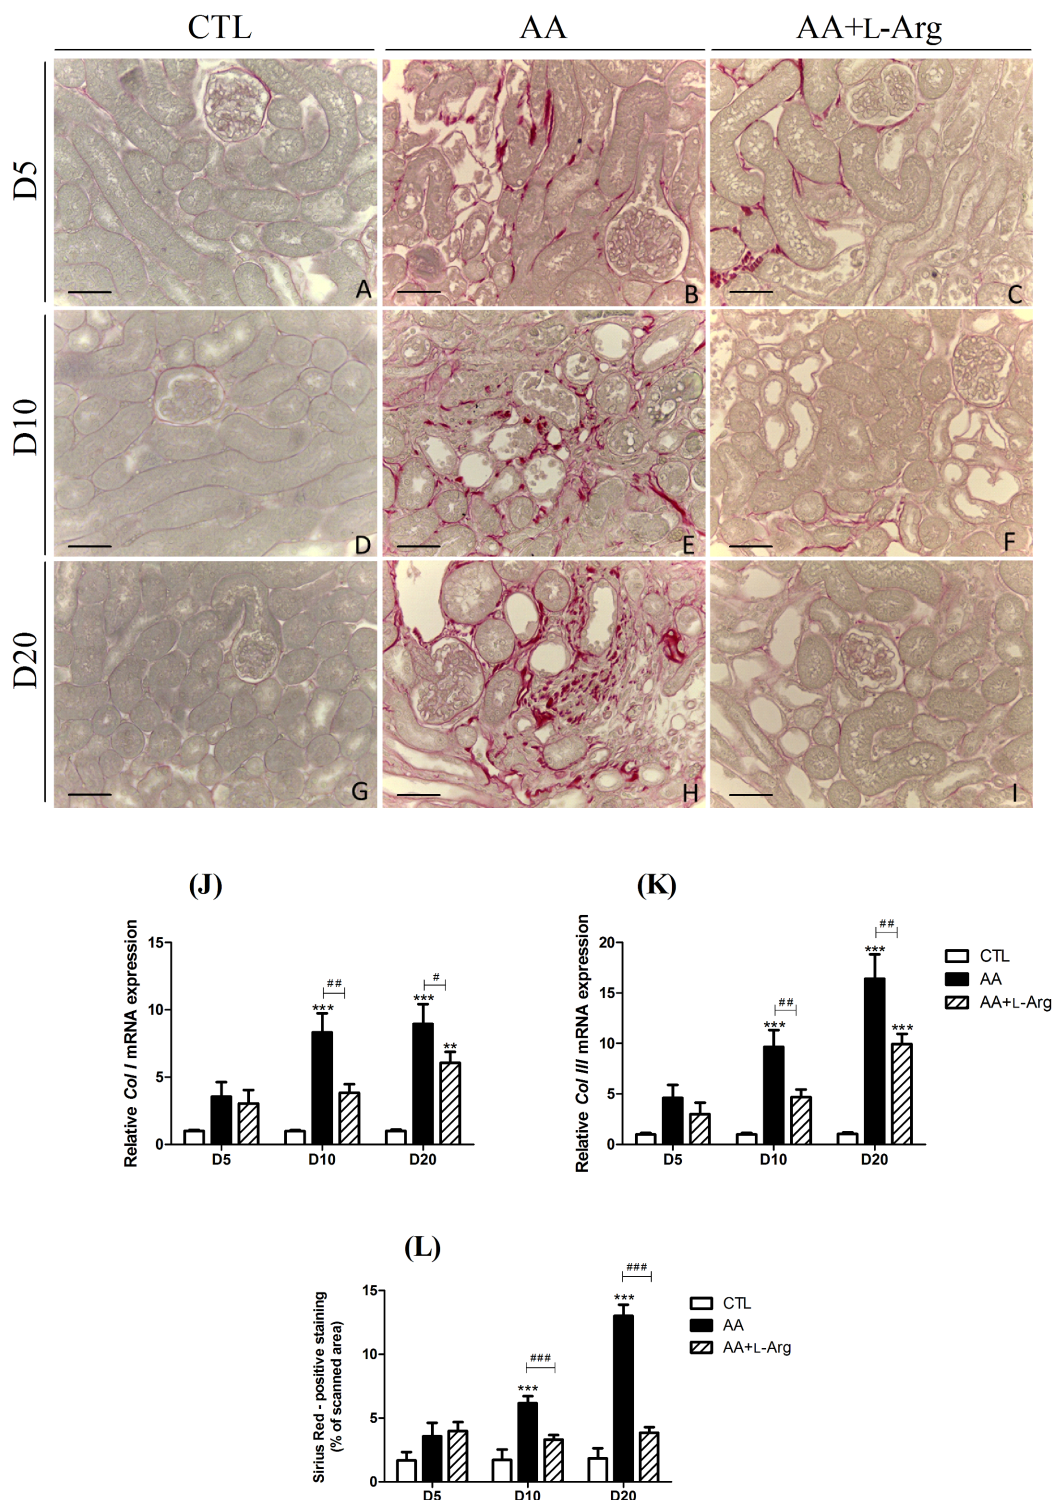 CTL AA AA+L-Arg
D5
A B C
D10
D E F
D20
G H I
(J)
Relative Col I mRNA expression
15
10
5
0
## #
*** *** **
D5 D10 D20
(K)
Relative Col III mRNA expression
20
15
10
5
0
## ##
*** *** ***
D5 D10 D20
CTL
AA
AA+L-Arg
(L)
Sirius Red - positive staining
(% of scanned area)
15
10
5
0
### ###
*** ***
D5 D10 D20
CTL
AA
AA+L-Arg